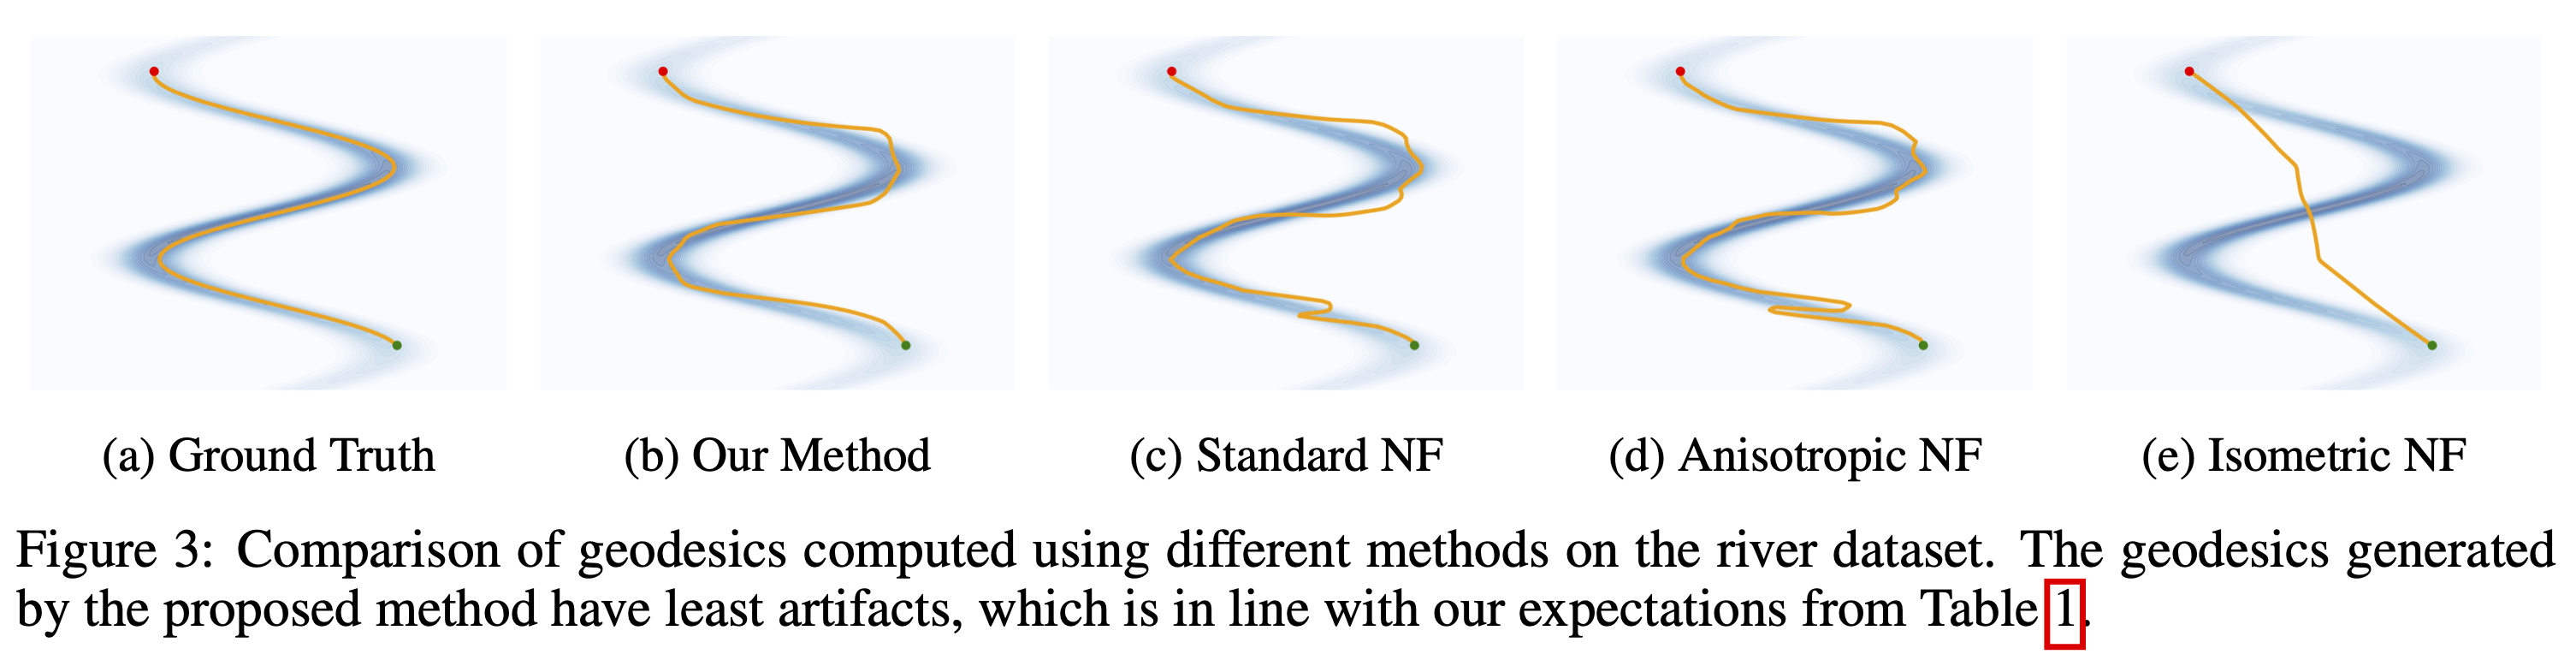 (a) Ground Truth (b) Our Method (c) Standard NF (d) Anisotropic NF (e) Isometric NF
Figure 3: Comparison of geodesics computed using different methods on the river dataset. The geodesics generated
by the proposed method have least artifacts, which is in line with our expectations from Table 1.